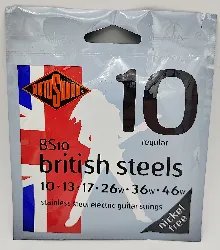 ROTOSOUND
10
regular
BS10
british steels
10·13·17·26w·36w·46w
stainless steel electric guitar strings
nickel free